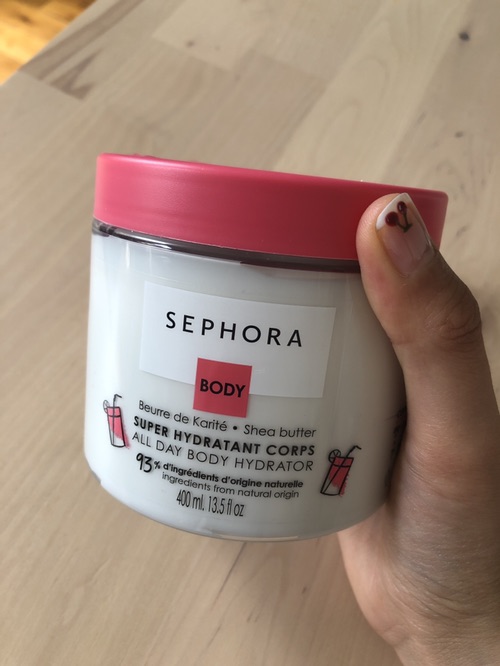 SEPHORA
BODY
Beurre de Karité • Shea butter
SUPER HYDRATANT CORPS
ALL DAY BODY HYDRATOR
93% d'ingrédients d'origine naturelle
ingredients from natural origin
400 ml. 13.5 fl oz